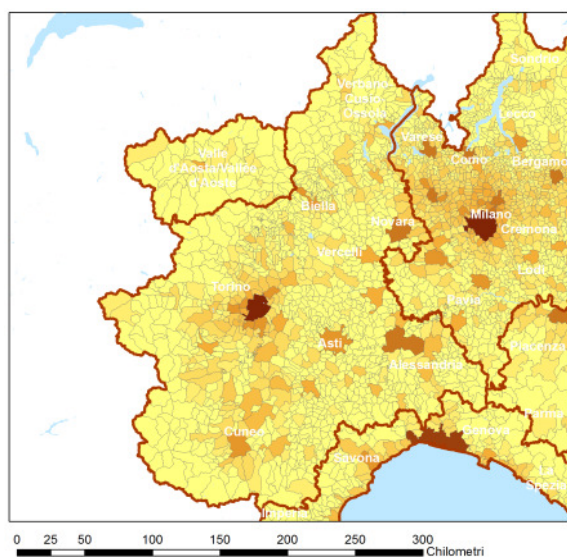 Sondrio
Verbano
Cusio
Ossola
Lecco
Varese
Como
Bergamo
Valle
d'Aosta/Vallée
d'Aoste
Biella
Novara
Milano
Cremona
Vercelli
Lodi
Torino
Pavia
Asti
Piacenza
Alessandria
Parma
Cuneo
Genova
Savona
La
Spezia
0 25 50 100 150 200 250 300
Chilometri